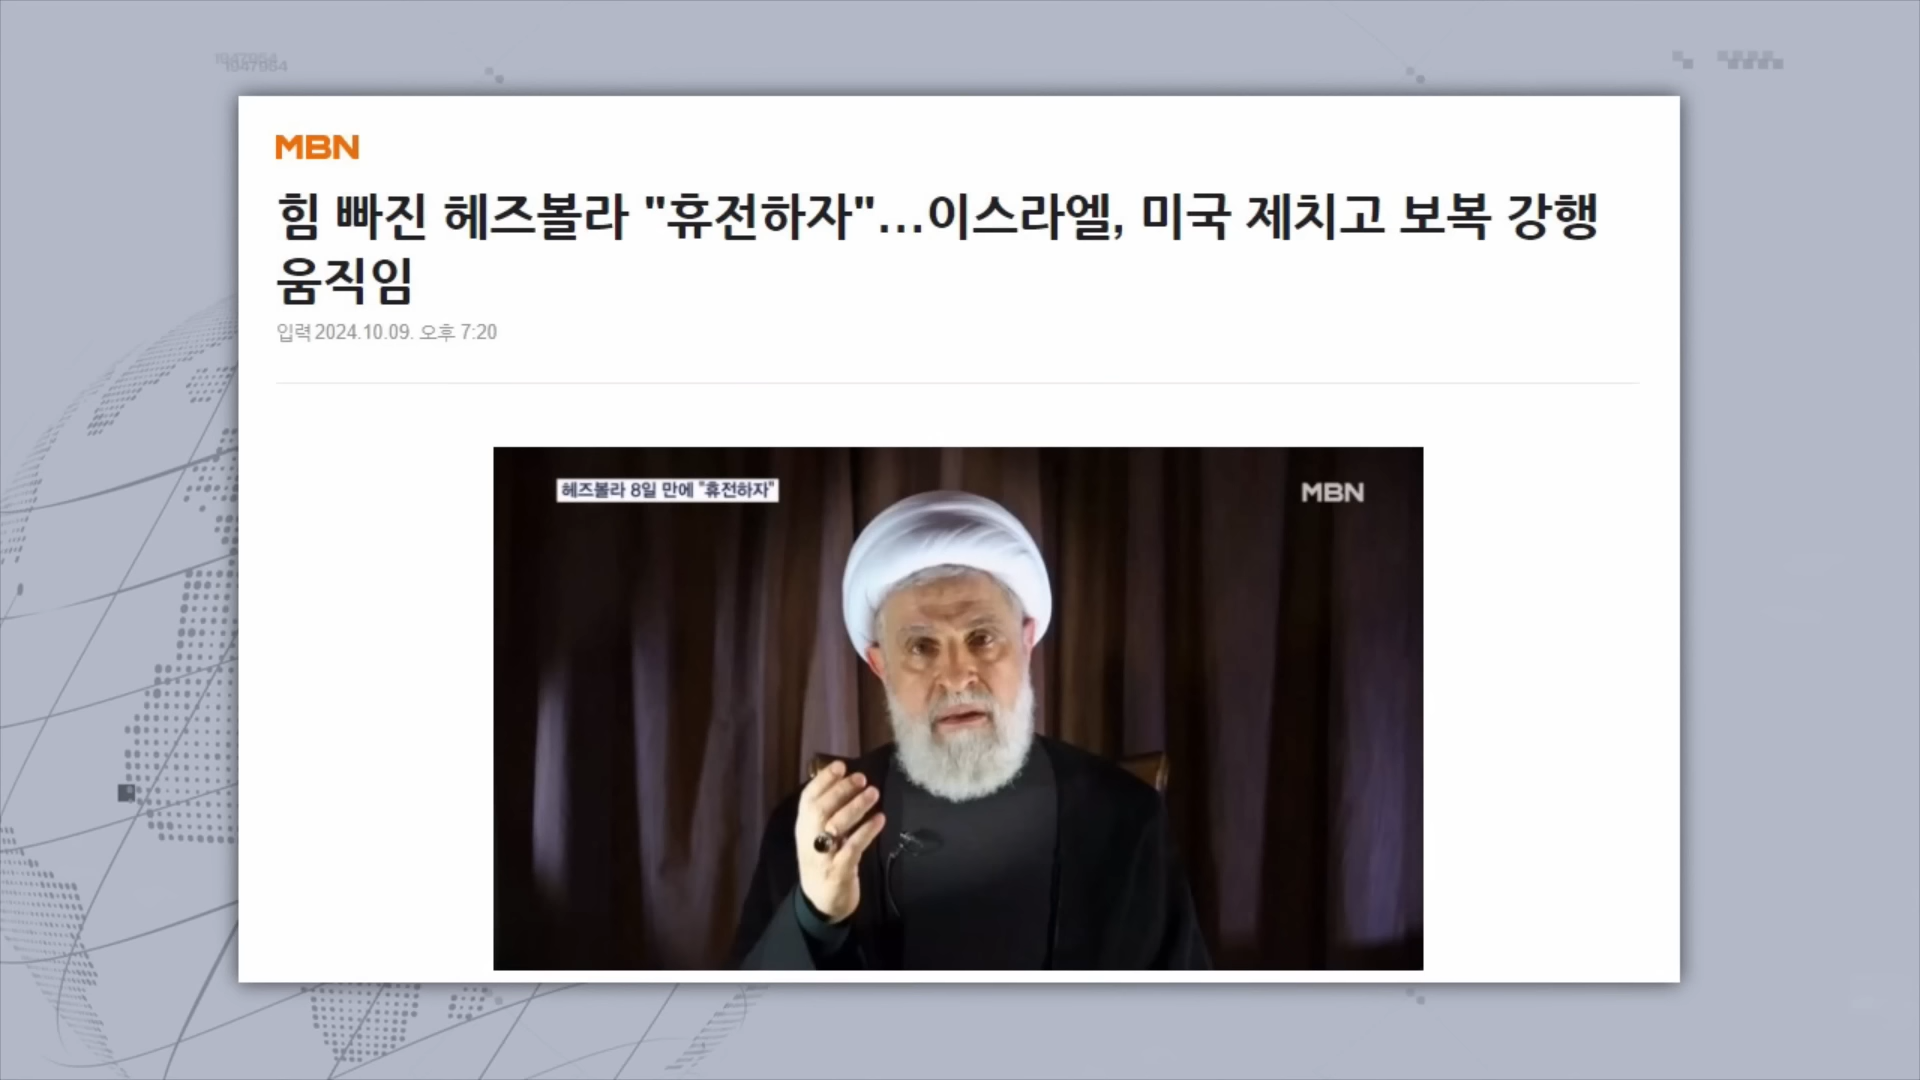 1047964
1047964
MBN
힘 빠진 헤즈볼라 "휴전하자"…이스라엘, 미국 제치고 보복 강행
움직임
입력 2024.10.09. 오후 7:20
헤즈볼라 8일 만에 "휴전하자"
MBN